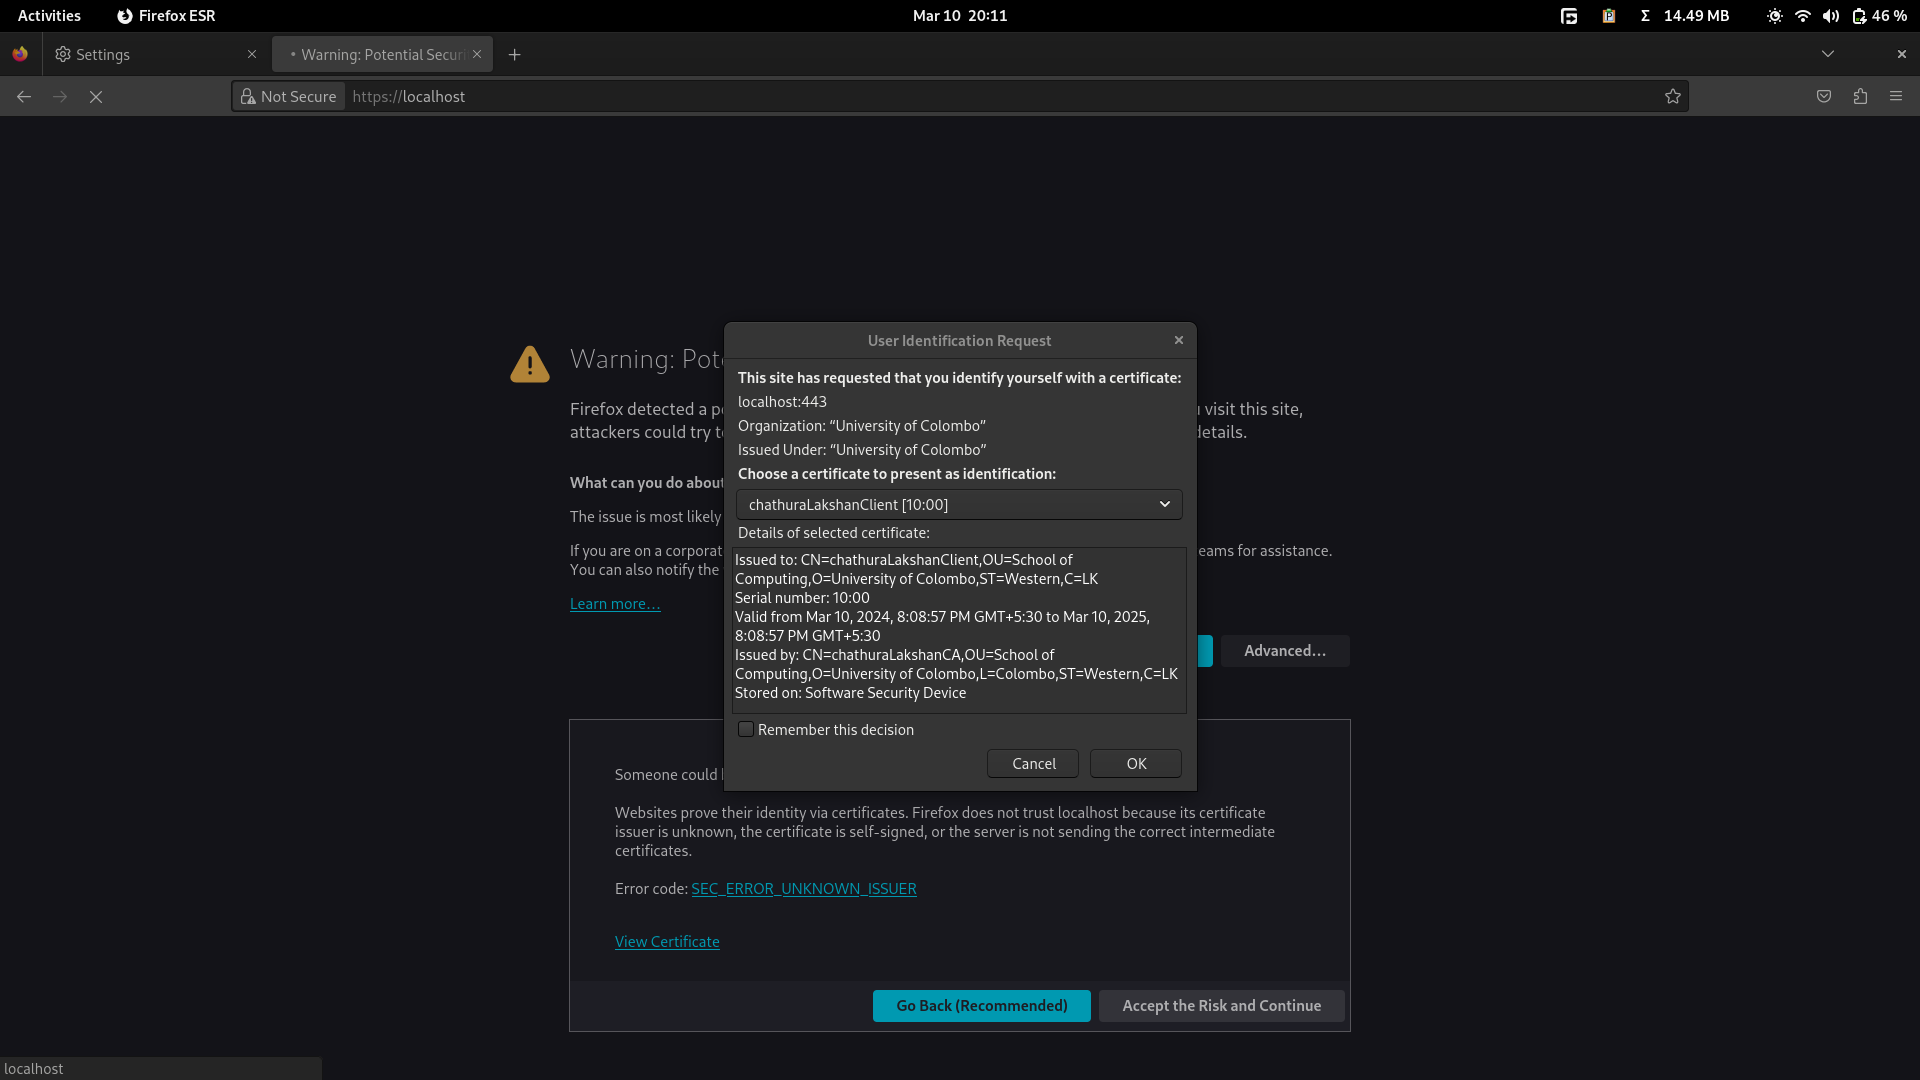 Activities
Firefox ESR
Mar 10 20:11
Σ 14.49 MB
46 %
Settings
Warning: Potential Securi
Not Secure
https://localhost
Warning: Pot
Firefox detected a p
visit this site,
attackers could try t
details.
What can you do about
The issue is most likely
If you are on a corporat
eams for assistance.
You can also notify the
Learn more…
Advanced…
User Identification Request
This site has requested that you identify yourself with a certificate:
localhost:443
Organization: “University of Colombo”
Issued Under: “University of Colombo”
Choose a certificate to present as identification:
chathuraLakshanClient [10:00]
Details of selected certificate:
Issued to: CN=chathuraLakshanClient,OU=School of
Computing,O=University of Colombo,ST=Western,C=LK
Serial number: 10:00
Valid from Mar 10, 2024, 8:08:57 PM GMT+5:30 to Mar 10, 2025,
8:08:57 PM GMT+5:30
Issued by: CN=chathuraLakshanCA,OU=School of
Computing,O=University of Colombo,L=Colombo,ST=Western,C=LK
Stored on: Software Security Device
Remember this decision
Cancel
OK
Someone could
Websites prove their identity via certificates. Firefox does not trust localhost because its certificate
issuer is unknown, the certificate is self-signed, or the server is not sending the correct intermediate
certificates.
Error code: SEC_ERROR_UNKNOWN_ISSUER
View Certificate
Go Back (Recommended)
Accept the Risk and Continue
localhost